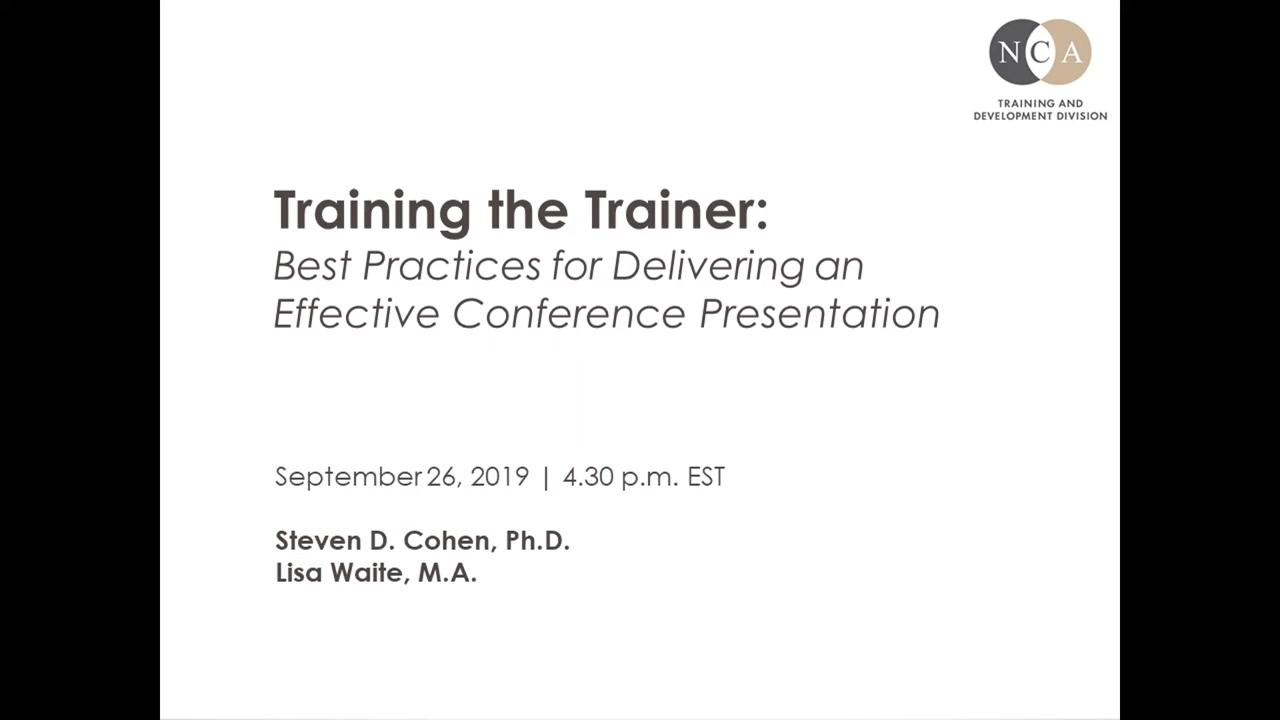 NCA
TRAINING AND
DEVELOPMENT DIVISION
Training the Trainer:
Best Practices for Delivering an
Effective Conference Presentation
September 26, 2019 | 4.30 p.m. EST
Steven D. Cohen, Ph.D.
Lisa Waite, M.A.